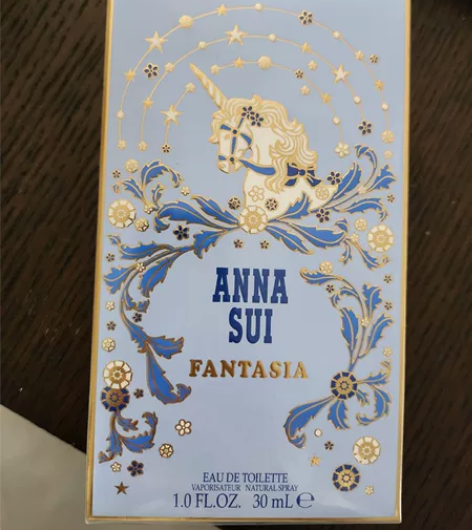 ANNA
SUI
FANTASIA
EAU DE TOILETTE
VAPORISATEUR NATURAL SPRAY
1.0 FL.OZ. 30 mL ℮